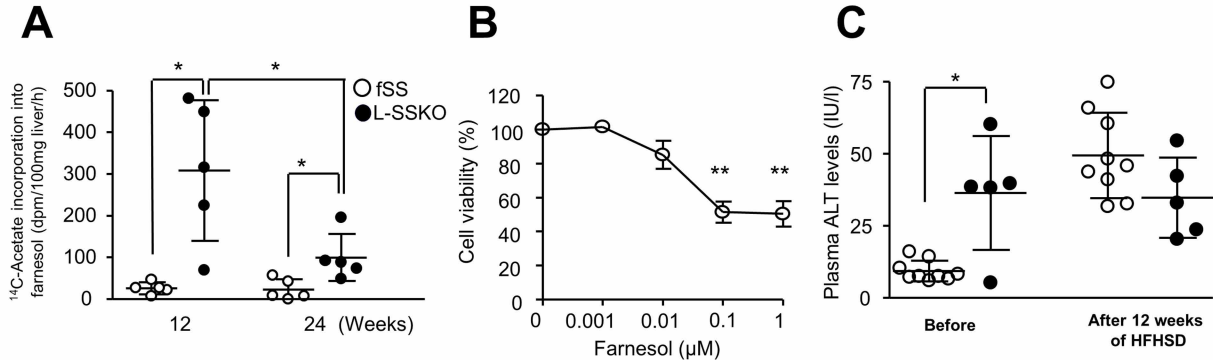 A
B
C
*
*
*
fSS
L-SSKO
¹⁴C-Acetate incorporation into
farnesol (dpm/100mg liver/h)
500
400
300
200
100
0
12
24 (Weeks)
Cell viability (%)
120
100
80
60
40
20
0
**
**
0
0.001
0.01
0.1
1
Farnesol (µM)
Plasma ALT levels (IU/l)
75
50
25
0
*
Before
After 12 weeks
of HFHSD